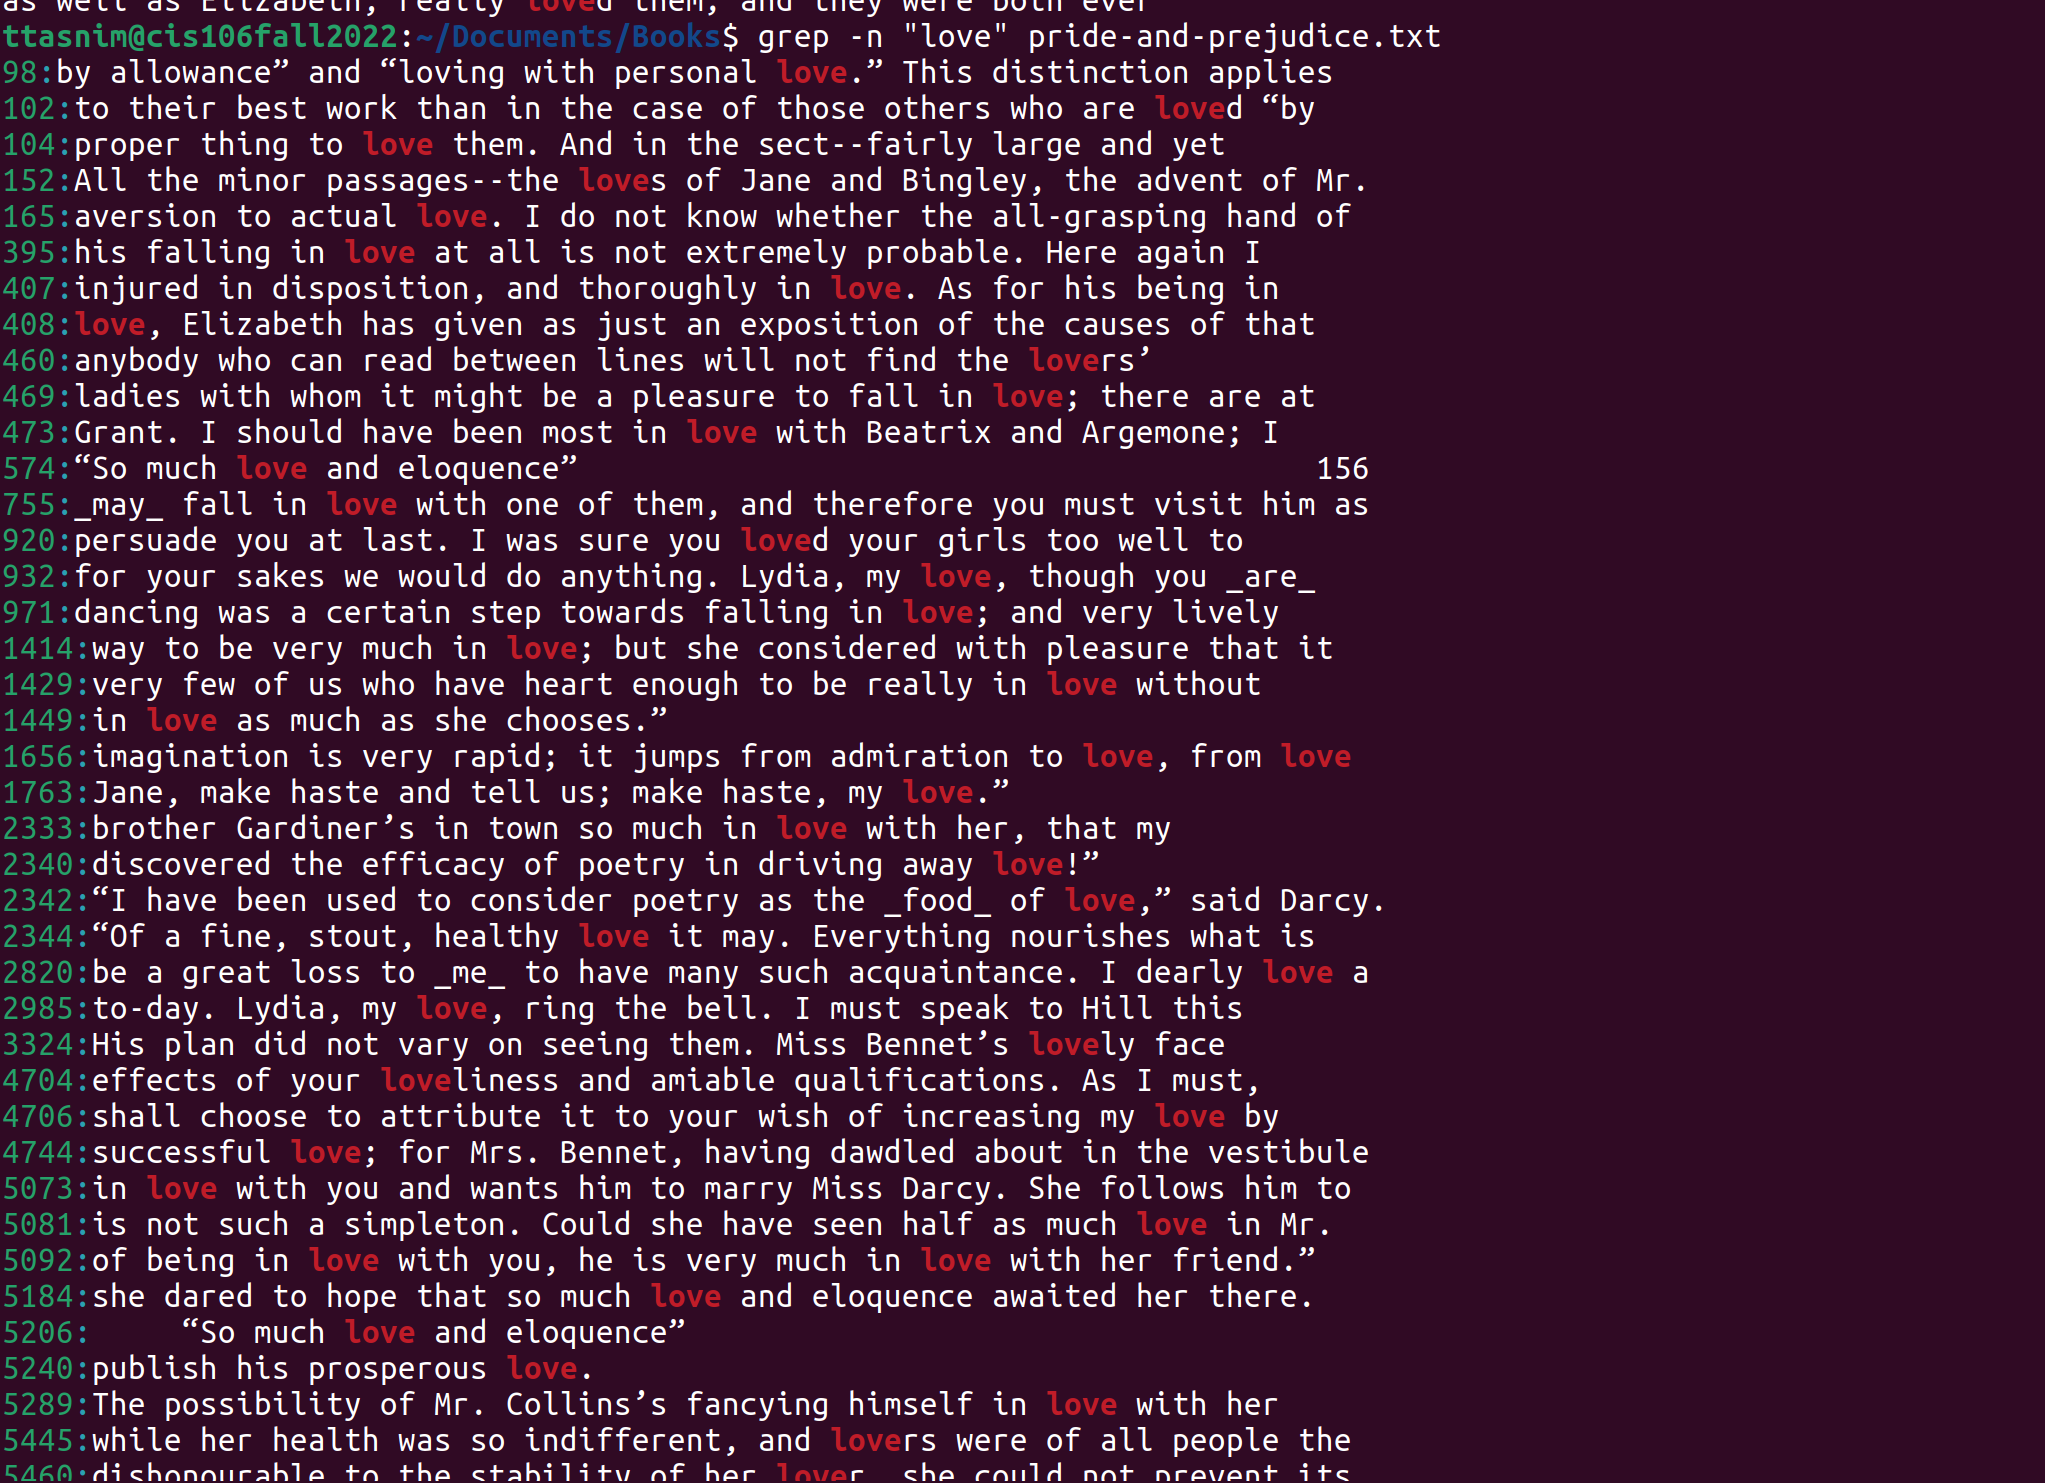 as well as Elizabeth, really loved them; and they were both ever
ttasnim@cis106fall2022:~/Documents/Books$ grep -n "love" pride-and-prejudice.txt
98:by allowance” and “loving with personal love.” This distinction applies
102:to their best work than in the case of those others who are loved “by
104:proper thing to love them. And in the sect--fairly large and yet
152:All the minor passages--the loves of Jane and Bingley, the advent of Mr.
165:aversion to actual love. I do not know whether the all-grasping hand of
395:his falling in love at all is not extremely probable. Here again I
407:injured in disposition, and thoroughly in love. As for his being in
408:love, Elizabeth has given as just an exposition of the causes of that
460:anybody who can read between lines will not find the lovers’
469:ladies with whom it might be a pleasure to fall in love; there are at
473:Grant. I should have been most in love with Beatrix and Argemone; I
574:“So much love and eloquence”                                         156
755:_may_ fall in love with one of them, and therefore you must visit him as
920:persuade you at last. I was sure you loved your girls too well to
932:for your sakes we would do anything. Lydia, my love, though you _are_
971:dancing was a certain step towards falling in love; and very lively
1414:way to be very much in love; but she considered with pleasure that it
1429:very few of us who have heart enough to be really in love without
1449:in love as much as she chooses.”
1656:imagination is very rapid; it jumps from admiration to love, from love
1763:Jane, make haste and tell us; make haste, my love.”
2333:brother Gardiner’s in town so much in love with her, that my
2340:discovered the efficacy of poetry in driving away love!”
2342:“I have been used to consider poetry as the _food_ of love,” said Darcy.
2344:“Of a fine, stout, healthy love it may. Everything nourishes what is
2820:be a great loss to _me_ to have many such acquaintance. I dearly love a
2985:to-day. Lydia, my love, ring the bell. I must speak to Hill this
3324:His plan did not vary on seeing them. Miss Bennet’s lovely face
4704:effects of your loveliness and amiable qualifications. As I must,
4706:shall choose to attribute it to your wish of increasing my love by
4744:successful love; for Mrs. Bennet, having dawdled about in the vestibule
5073:in love with you and wants him to marry Miss Darcy. She follows him to
5081:is not such a simpleton. Could she have seen half as much love in Mr.
5092:of being in love with you, he is very much in love with her friend.”
5184:she dared to hope that so much love and eloquence awaited her there.
5206:     “So much love and eloquence”
5240:publish his prosperous love.
5289:The possibility of Mr. Collins’s fancying himself in love with her
5445:while her health was so indifferent, and lovers were of all people the
5460:dishonourable to the stability of her lover, she could not prevent its